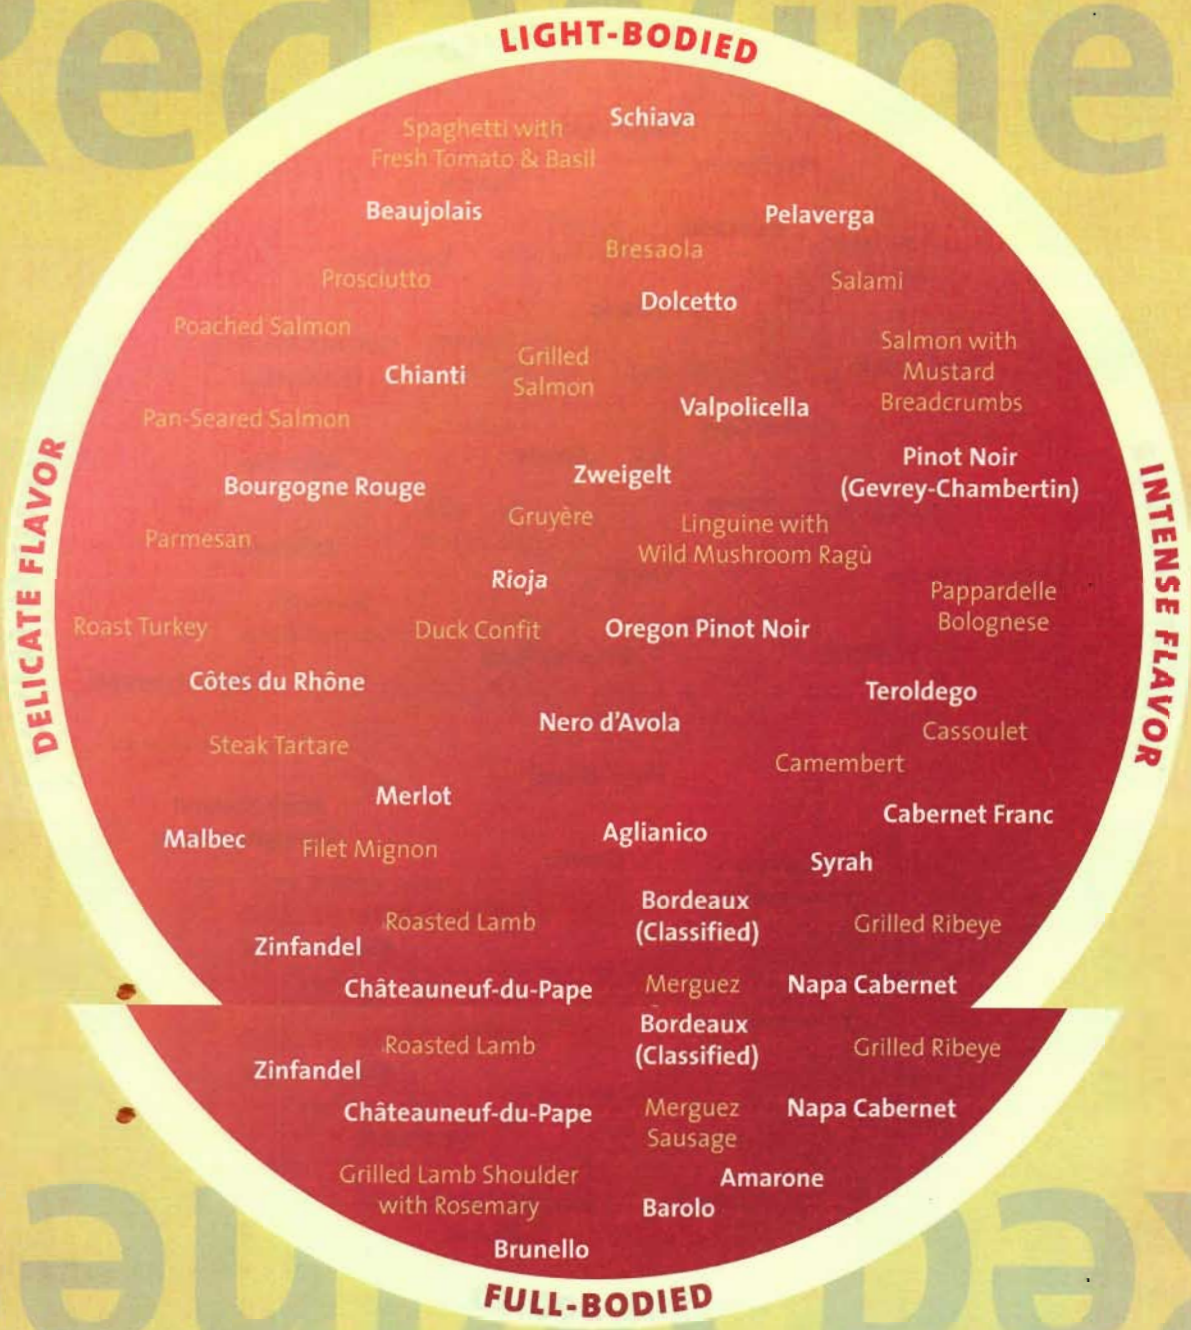 Red Wine
LIGHT-BODIED
Schiava
Spaghetti with
Fresh Tomato & Basil
Beaujolais
Pelaverga
Bresaola
Prosciutto
Salami
Dolcetto
Poached Salmon
Salmon with
Mustard
Breadcrumbs
Grilled
Salmon
Chianti
Valpolicella
Pan-Seared Salmon
DELICATE FLAVOR
INTENSE FLAVOR
Pinot Noir
(Gevrey-Chambertin)
Zweigelt
Bourgogne Rouge
Gruyère
Linguine with
Wild Mushroom Ragù
Parmesan
Rioja
Pappardelle
Bolognese
Roast Turkey
Duck Confit
Oregon Pinot Noir
Côtes du Rhône
Teroldego
Nero d'Avola
Cassoulet
Steak Tartare
Camembert
Merlot
Cabernet Franc
Malbec
Aglianico
Filet Mignon
Syrah
Bordeaux
(Classified)
Roasted Lamb
Grilled Ribeye
Zinfandel
Châteauneuf-du-Pape
Merguez
Napa Cabernet
Bordeaux
(Classified)
Roasted Lamb
Grilled Ribeye
Zinfandel
Châteauneuf-du-Pape
Merguez
Sausage
Napa Cabernet
Grilled Lamb Shoulder
with Rosemary
Amarone
Barolo
Brunello
FULL-BODIED